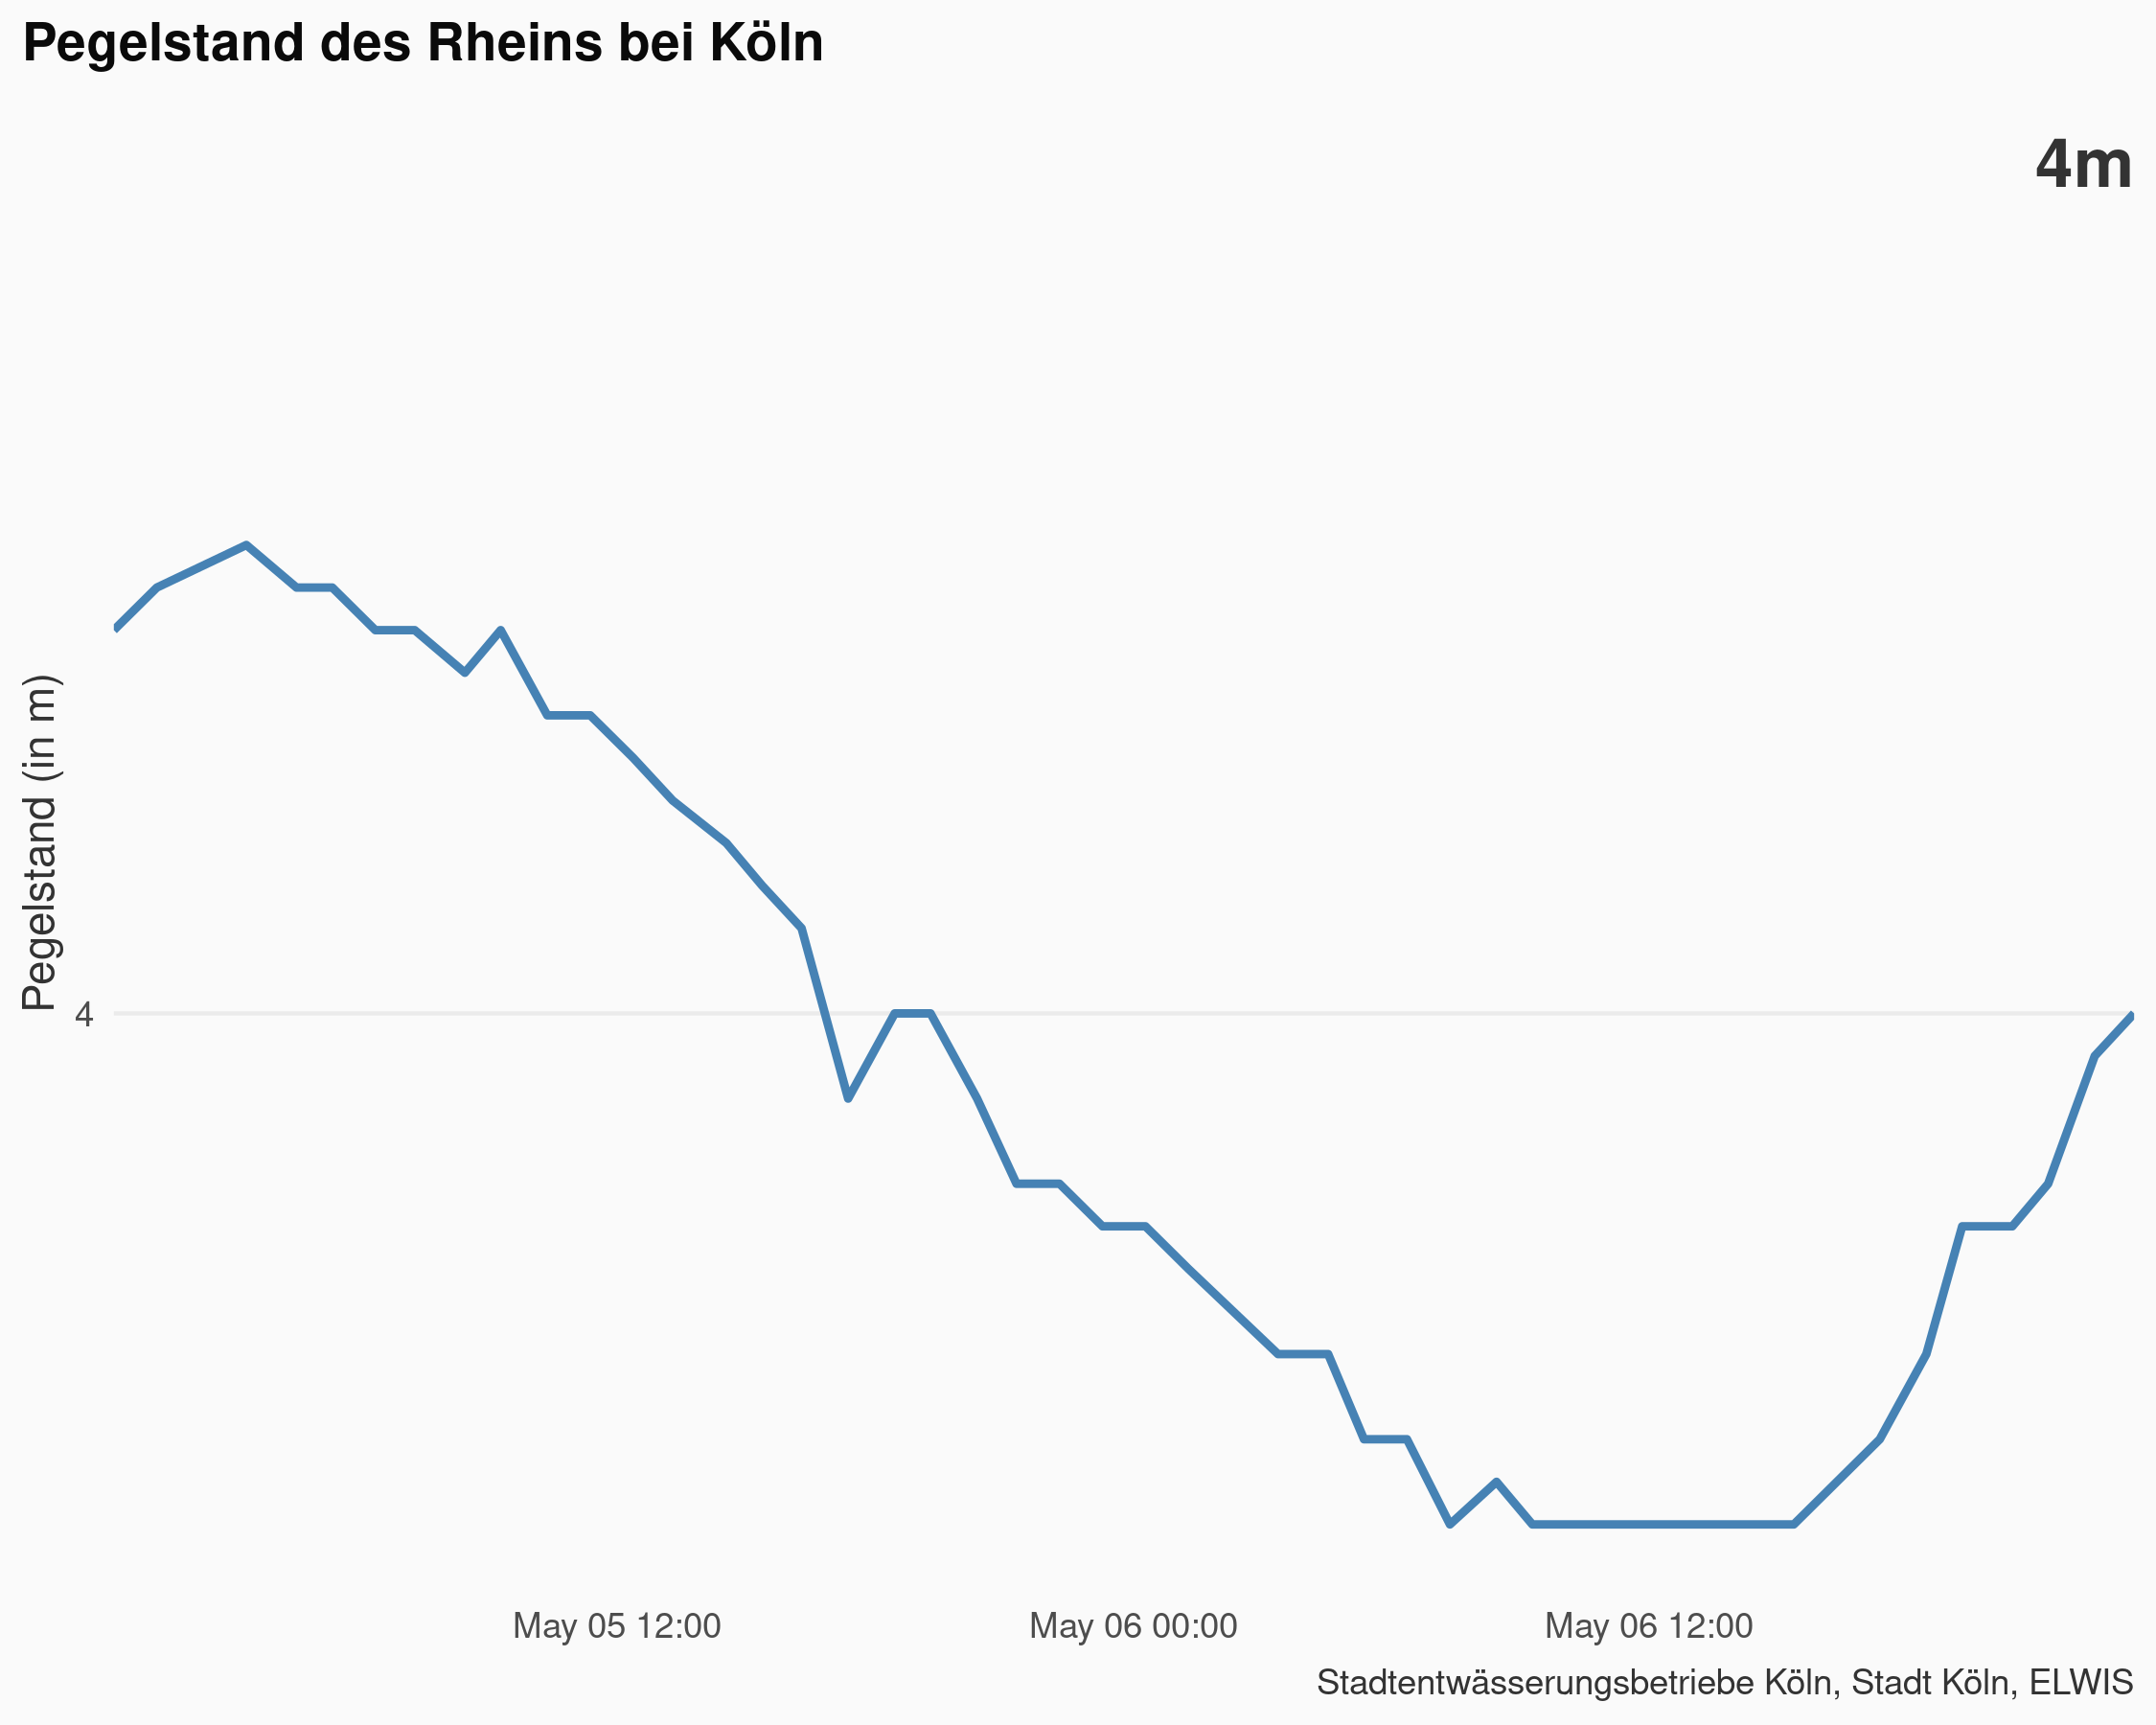 Pegelstand des Rheins bei Köln
4m
Pegelstand (in m)
4
May 05 12:00
May 06 00:00
May 06 12:00
Stadtentwässerungsbetriebe Köln, Stadt Köln, ELWIS